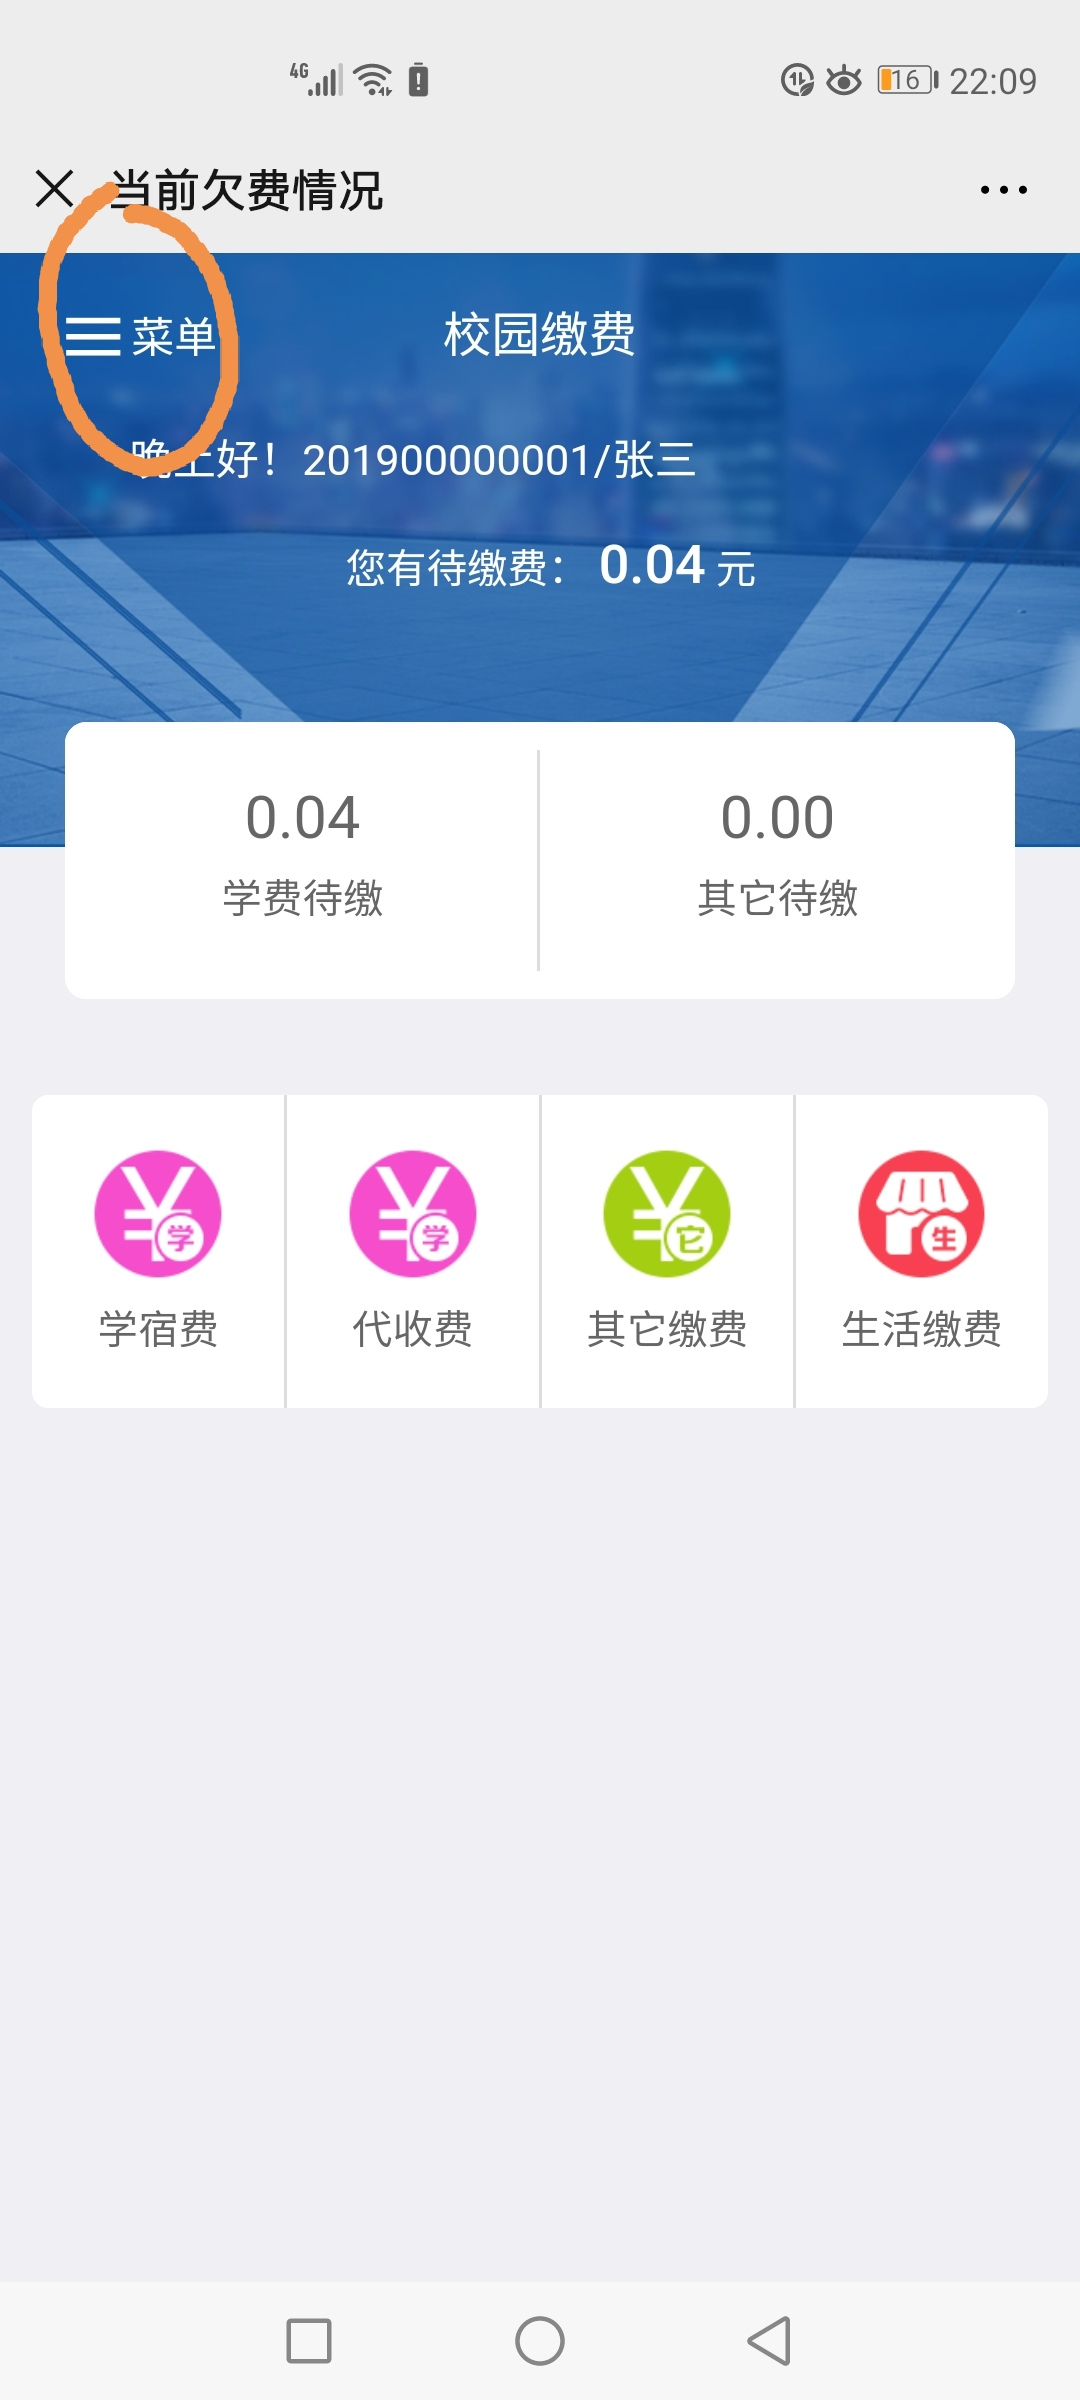 4G 16 22:09
当前欠费情况
菜单 校园缴费
晚上好！201900000001/张三
您有待缴费： 0.04 元
0.04 0.00
学费待缴 其它待缴
学 学 它 生
学宿费 代收费 其它缴费 生活缴费